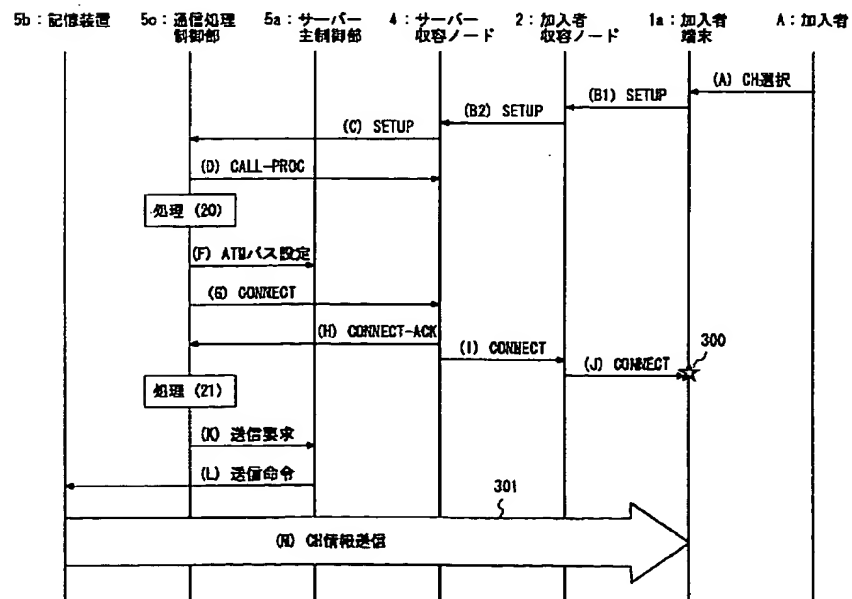 5b：記憶装置
5c：通信処理
制御部
5a：サーバー
主制御部
4：サーバー
収容ノード
2：加入者
収容ノード
1a：加入者
端末
A：加入者
(A) CH選択
(B1) SETUP
(B2) SETUP
(C) SETUP
(D) CALL-PROC
処理 (20)
(F) ATMパス設定
(G) CONNECT
(H) CONNECT-ACK
(I) CONNECT
300
(J) CONNECT
処理 (21)
(K) 送信要求
(L) 送信命令
301
(N) CH情報送信